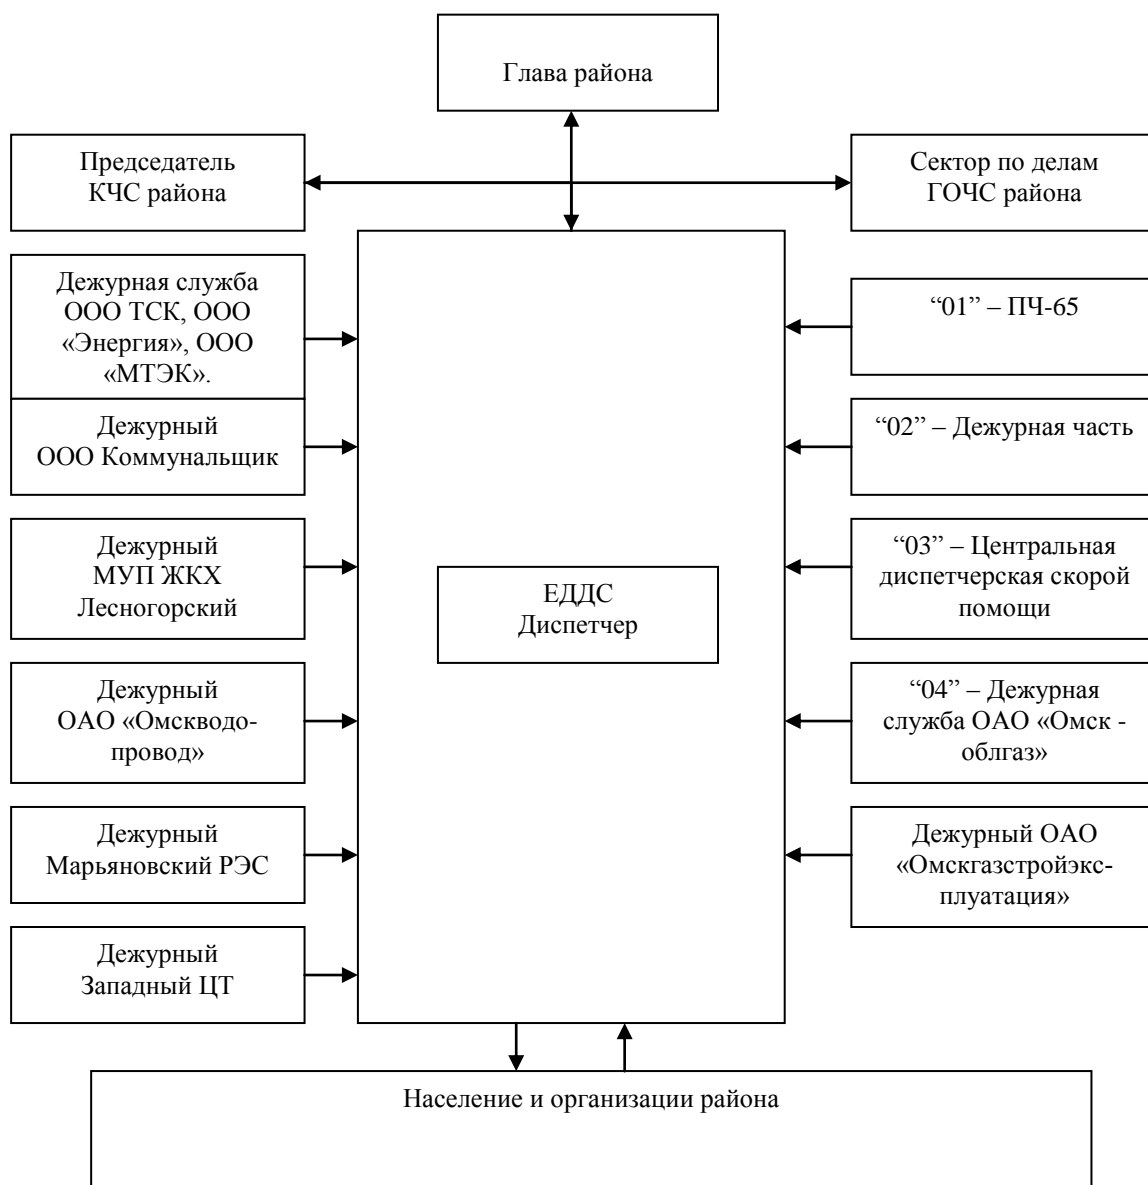 Глава района
Председатель
КЧС района
Сектор по делам
ГОЧС района
Дежурная служба
ООО ТСК, ООО
«Энергия», ООО
«МТЭК».
“01” – ПЧ-65
Дежурный
ООО Коммунальщик
“02” – Дежурная часть
Дежурный
МУП ЖКХ
Лесногорский
ЕДДС
Диспетчер
“03” – Центральная
диспетчерская скорой
помощи
Дежурный
ОАО «Омскводо-
провод»
“04” – Дежурная
служба ОАО «Омск -
облгаз»
Дежурный
Марьяновский РЭС
Дежурный ОАО
«Омскгазстройэкс-
плуатация»
Дежурный
Западный ЦТ
Население и организации района